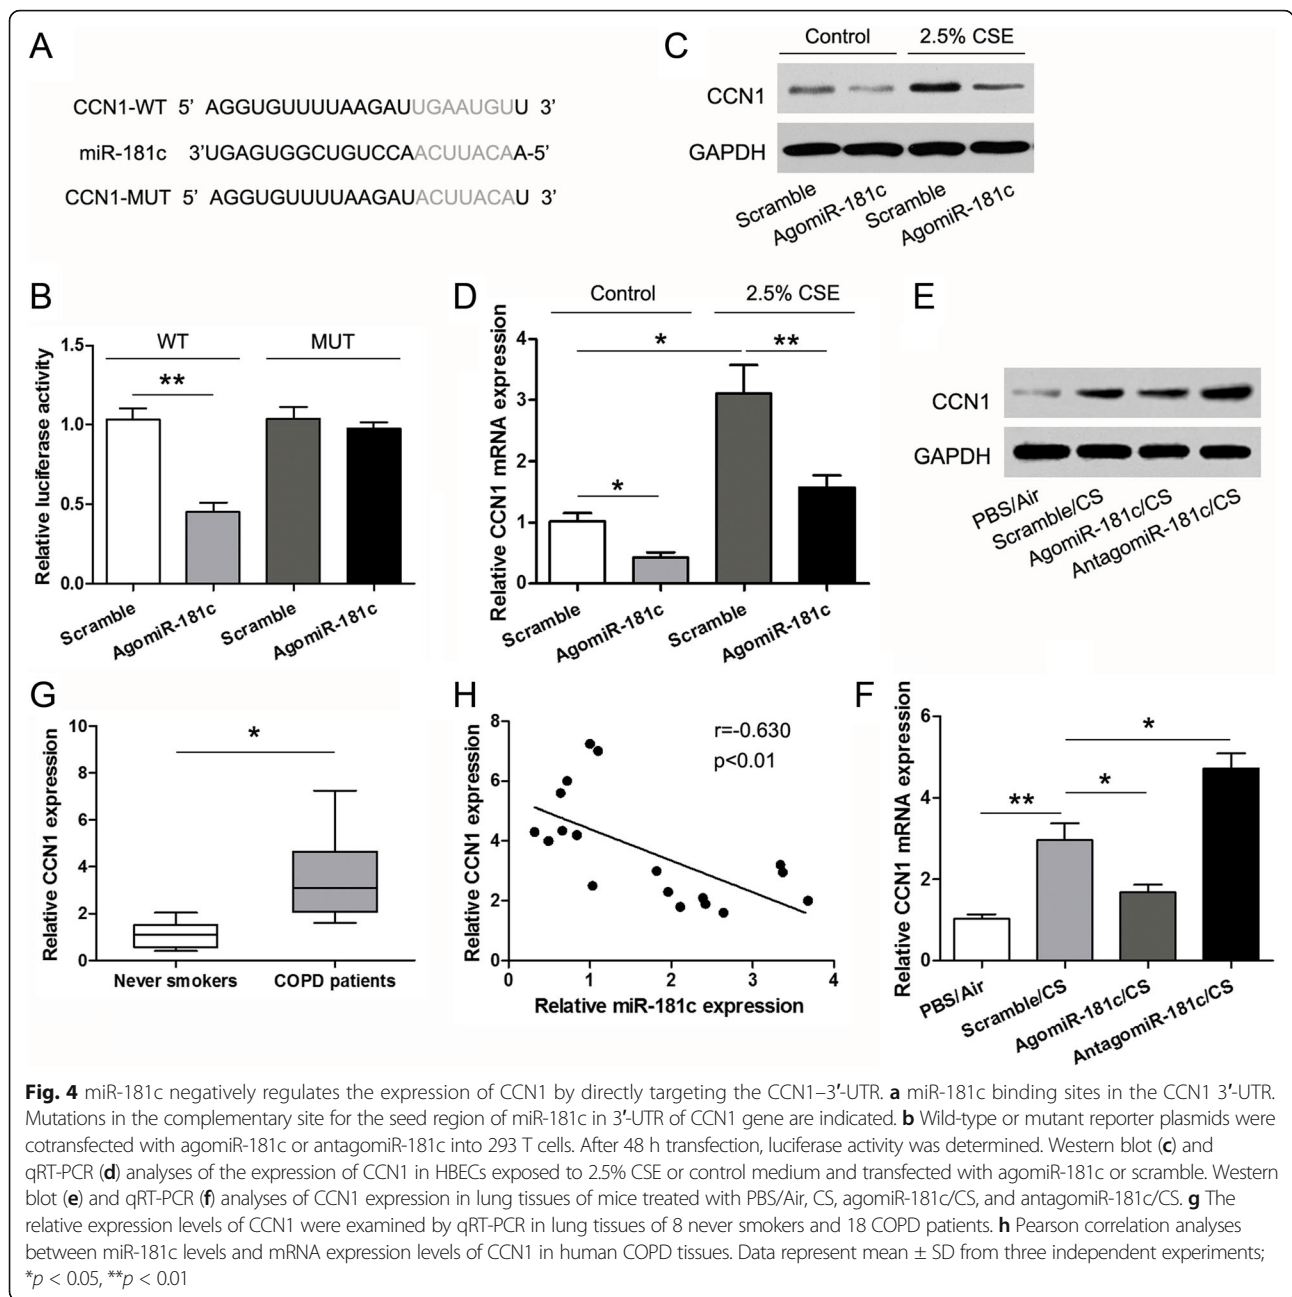 A
CCN1-WT 5’ AGGUGUUUUAAGAUUGAAUGUU 3’
miR-181c 3’UGAGUGGCUGUCCAACUUACAA-5’
CCN1-MUT 5’ AGGUGUUUUAAGAUACUUACAU 3’
C
Control 2.5% CSE
CCN1
GAPDH
Scramble AgomiR-181c Scramble AgomiR-181c
B
WT MUT
**
Relative luciferase activity
1.5
1.0
0.5
0.0
Scramble AgomiR-181c Scramble AgomiR-181c
D
Control 2.5% CSE
* **
*
Relative CCN1 mRNA expression
4
3
2
1
0
Scramble AgomiR-181c Scramble AgomiR-181c
E
CCN1
GAPDH
PBS/Air Scramble/CS AgomiR-181c/CS AntagomiR-181c/CS
G
*
Relative CCN1 expression
10
8
6
4
2
0
Never smokers COPD patients
H
r=-0.630
p<0.01
Relative CCN1 expression
8
6
4
2
0
0 1 2 3 4
Relative miR-181c expression
F
*
** *
Relative CCN1 mRNA expression
6
4
2
0
PBS/Air Scramble/CS AgomiR-181c/CS AntagomiR-181c/CS
Fig. 4 miR-181c negatively regulates the expression of CCN1 by directly targeting the CCN1–3′-UTR. a miR-181c binding sites in the CCN1 3′-UTR.
Mutations in the complementary site for the seed region of miR-181c in 3′-UTR of CCN1 gene are indicated. b Wild-type or mutant reporter plasmids were
cotransfected with agomiR-181c or antagomiR-181c into 293 T cells. After 48 h transfection, luciferase activity was determined. Western blot (c) and
qRT-PCR (d) analyses of the expression of CCN1 in HBECs exposed to 2.5% CSE or control medium and transfected with agomiR-181c or scramble. Western
blot (e) and qRT-PCR (f) analyses of CCN1 expression in lung tissues of mice treated with PBS/Air, CS, agomiR-181c/CS, and antagomiR-181c/CS. g The
relative expression levels of CCN1 were examined by qRT-PCR in lung tissues of 8 never smokers and 18 COPD patients. h Pearson correlation analyses
between miR-181c levels and mRNA expression levels of CCN1 in human COPD tissues. Data represent mean ± SD from three independent experiments;
*p < 0.05, **p < 0.01